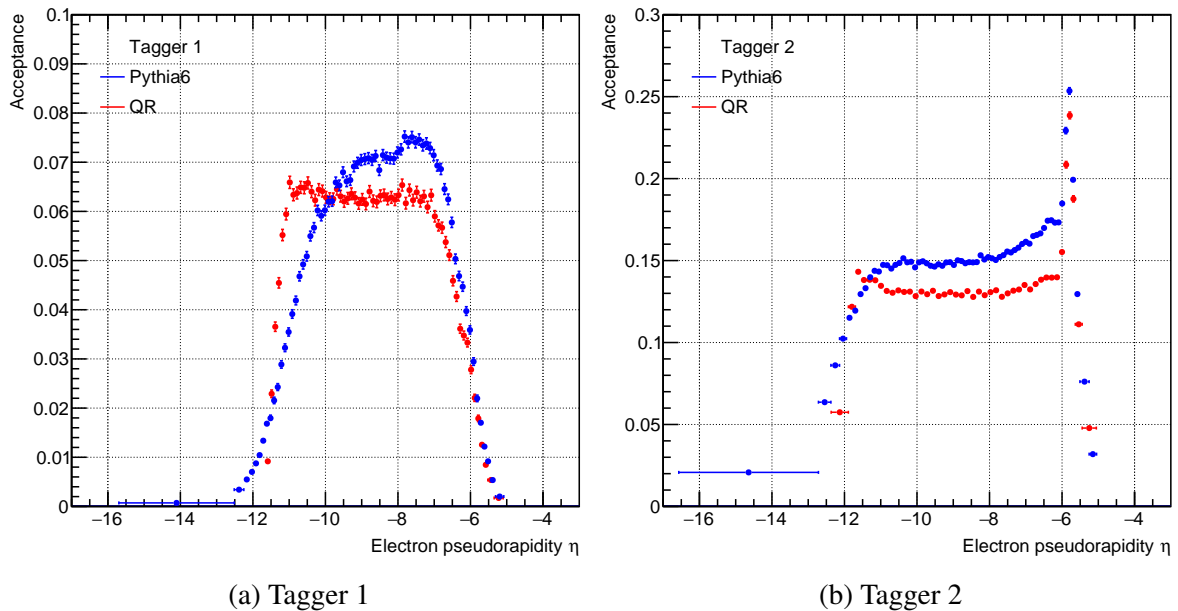 Acceptance
0.1
0.09
0.08
0.07
0.06
0.05
0.04
0.03
0.02
0.01
0
Tagger 1
Pythia6
QR
−16 −14 −12 −10 −8 −6 −4
Electron pseudorapidity η
(a) Tagger 1
Acceptance
0.3
0.25
0.2
0.15
0.1
0.05
0
Tagger 2
Pythia6
QR
−16 −14 −12 −10 −8 −6 −4
Electron pseudorapidity η
(b) Tagger 2